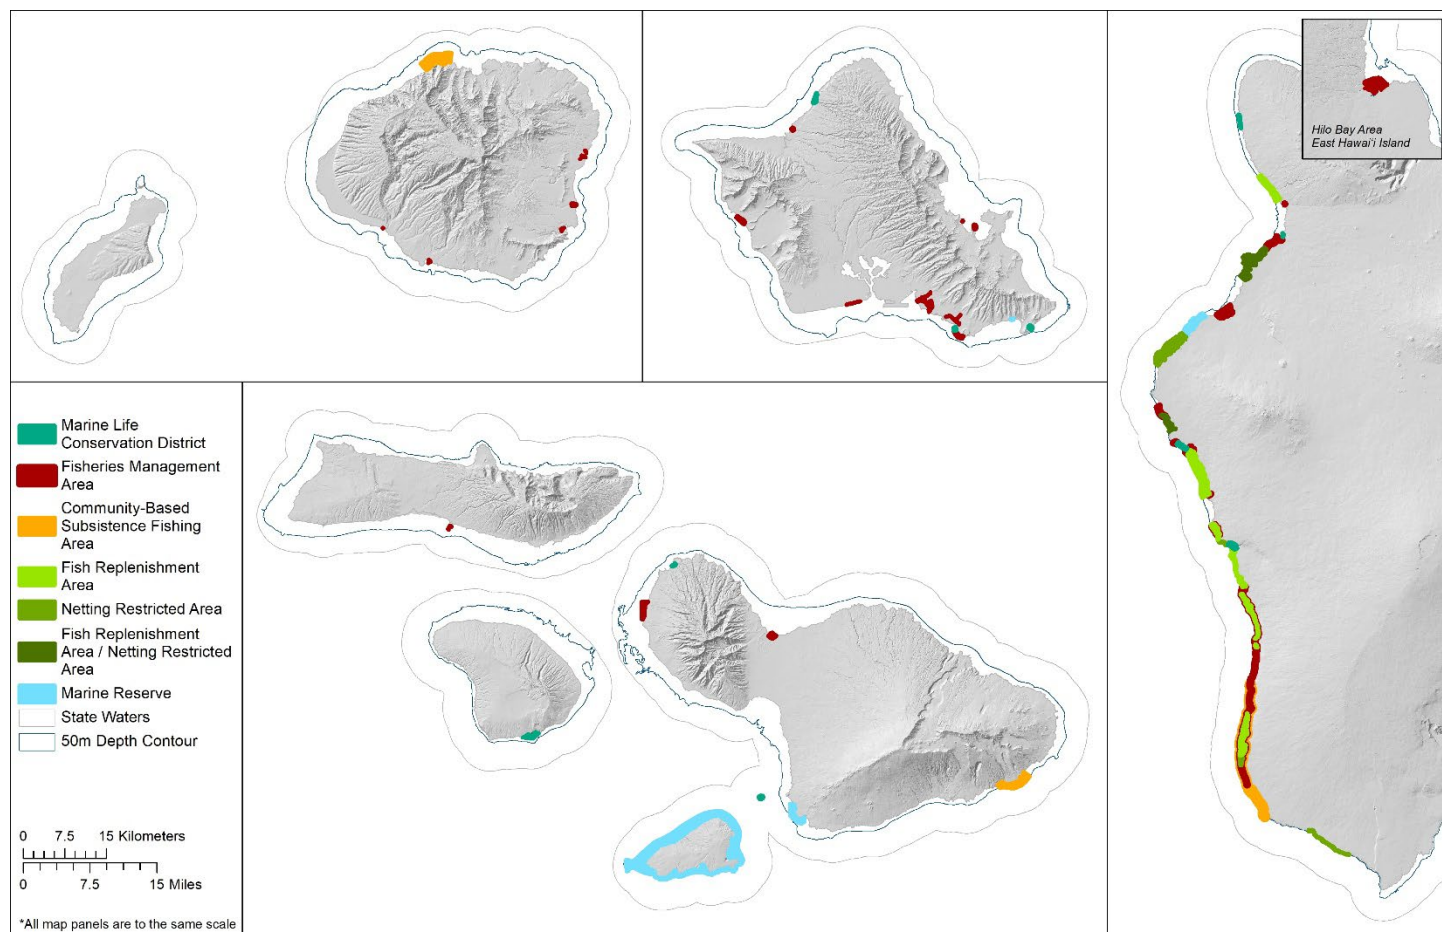 Hilo Bay Area
East Hawai'i Island
Marine Life
Conservation District
Fisheries Management
Area
Community-Based
Subsistence Fishing
Area
Fish Replenishment
Area
Netting Restricted Area
Fish Replenishment
Area / Netting Restricted
Area
Marine Reserve
State Waters
50m Depth Contour
0 7.5 15 Kilometers
0 7.5 15 Miles
*All map panels are to the same scale